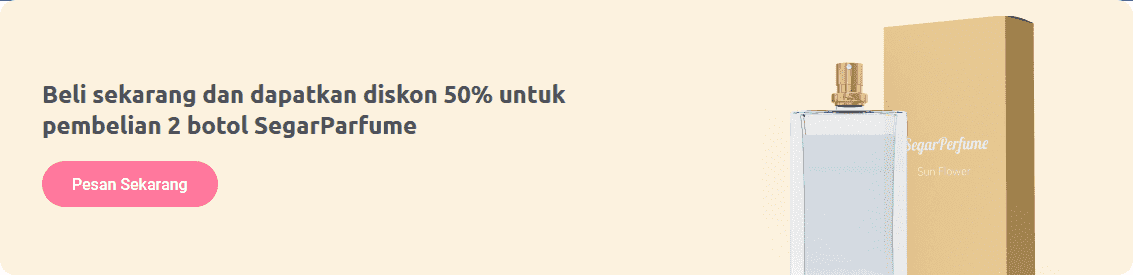 Beli sekarang dan dapatkan diskon 50% untuk
pembelian 2 botol SegarParfume
Pesan Sekarang
SegarPerfume
Sun Flower